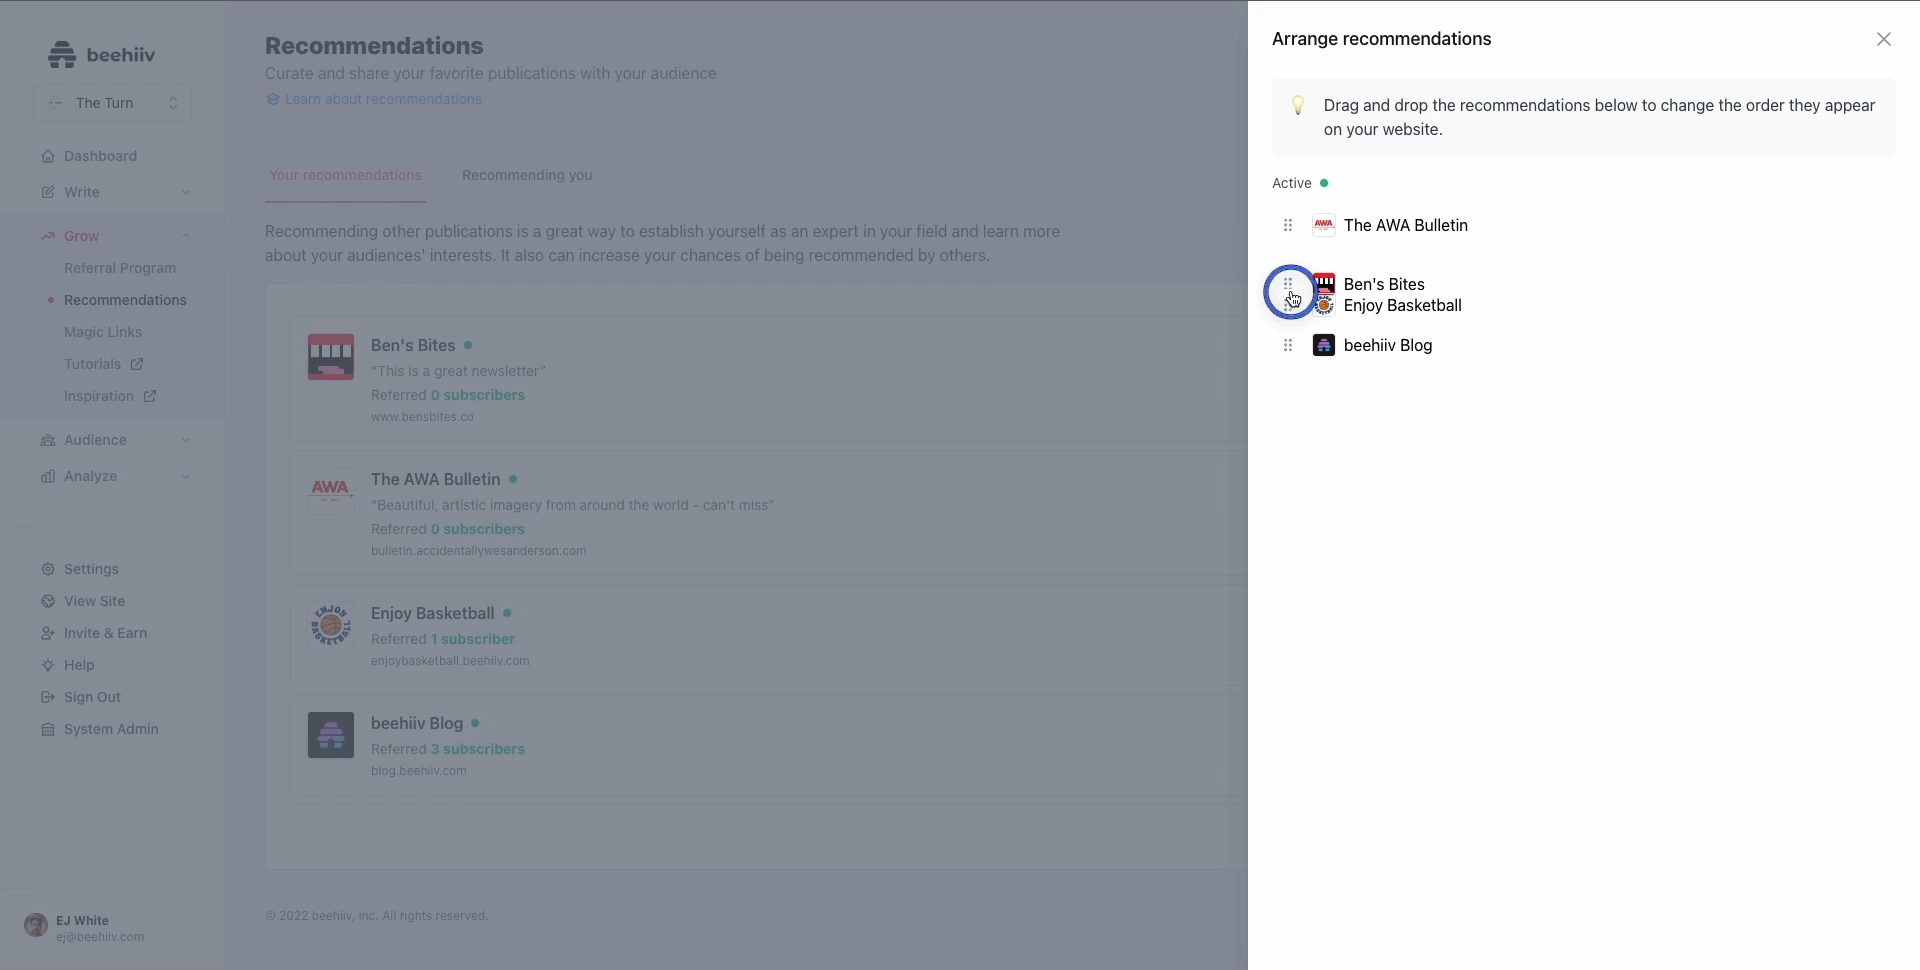 beehiiv
The Turn
Dashboard
Write
Grow
Referral Program
Recommendations
Magic Links
Tutorials
Inspiration
Audience
Analyze
Settings
View Site
Invite & Earn
Help
Sign Out
System Admin
EJ White
ej@beehiiv.com
Recommendations
Curate and share your favorite publications with your audience
Learn about recommendations
Your recommendations
Recommending you
Recommending other publications is a great way to establish yourself as an expert in your field and learn more
about your audiences' interests. It also can increase your chances of being recommended by others.
Ben's Bites
"This is a great newsletter"
Referred 0 subscribers
www.bensbites.co
AWA
The AWA Bulletin
"Beautiful, artistic imagery from around the world - can't miss"
Referred 0 subscribers
bulletin.accidentallywesanderson.com
ENJOY
BASKETBALL
Enjoy Basketball
Referred 1 subscriber
enjoybasketball.beehiiv.com
beehiiv Blog
Referred 3 subscribers
blog.beehiiv.com
© 2022 beehiiv, Inc. All rights reserved.
Arrange recommendations
Drag and drop the recommendations below to change the order they appear
on your website.
Active
AWA
The AWA Bulletin
Ben's Bites
Enjoy Basketball
beehiiv Blog